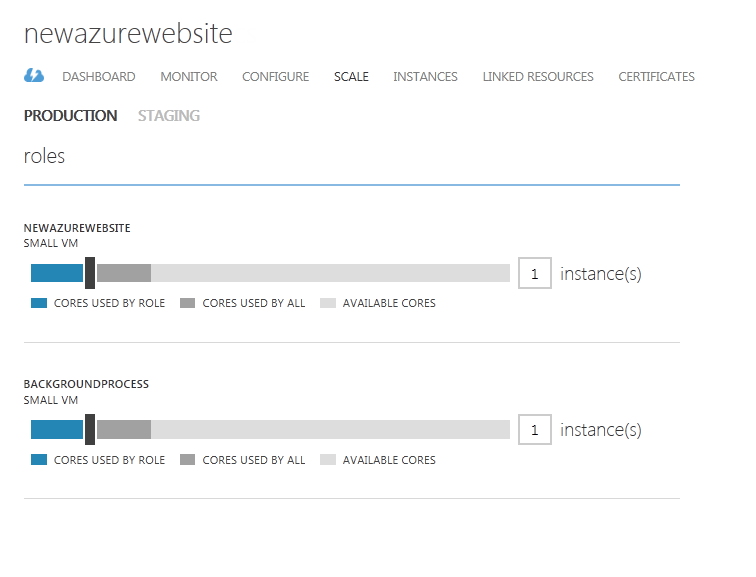 newazurewebsite
DASHBOARD MONITOR CONFIGURE SCALE INSTANCES LINKED RESOURCES CERTIFICATES
PRODUCTION STAGING
roles
NEWAZUREWEBSITE
SMALL VM
1 instance(s)
CORES USED BY ROLE CORES USED BY ALL AVAILABLE CORES
BACKGROUNDPROCESS
SMALL VM
1 instance(s)
CORES USED BY ROLE CORES USED BY ALL AVAILABLE CORES